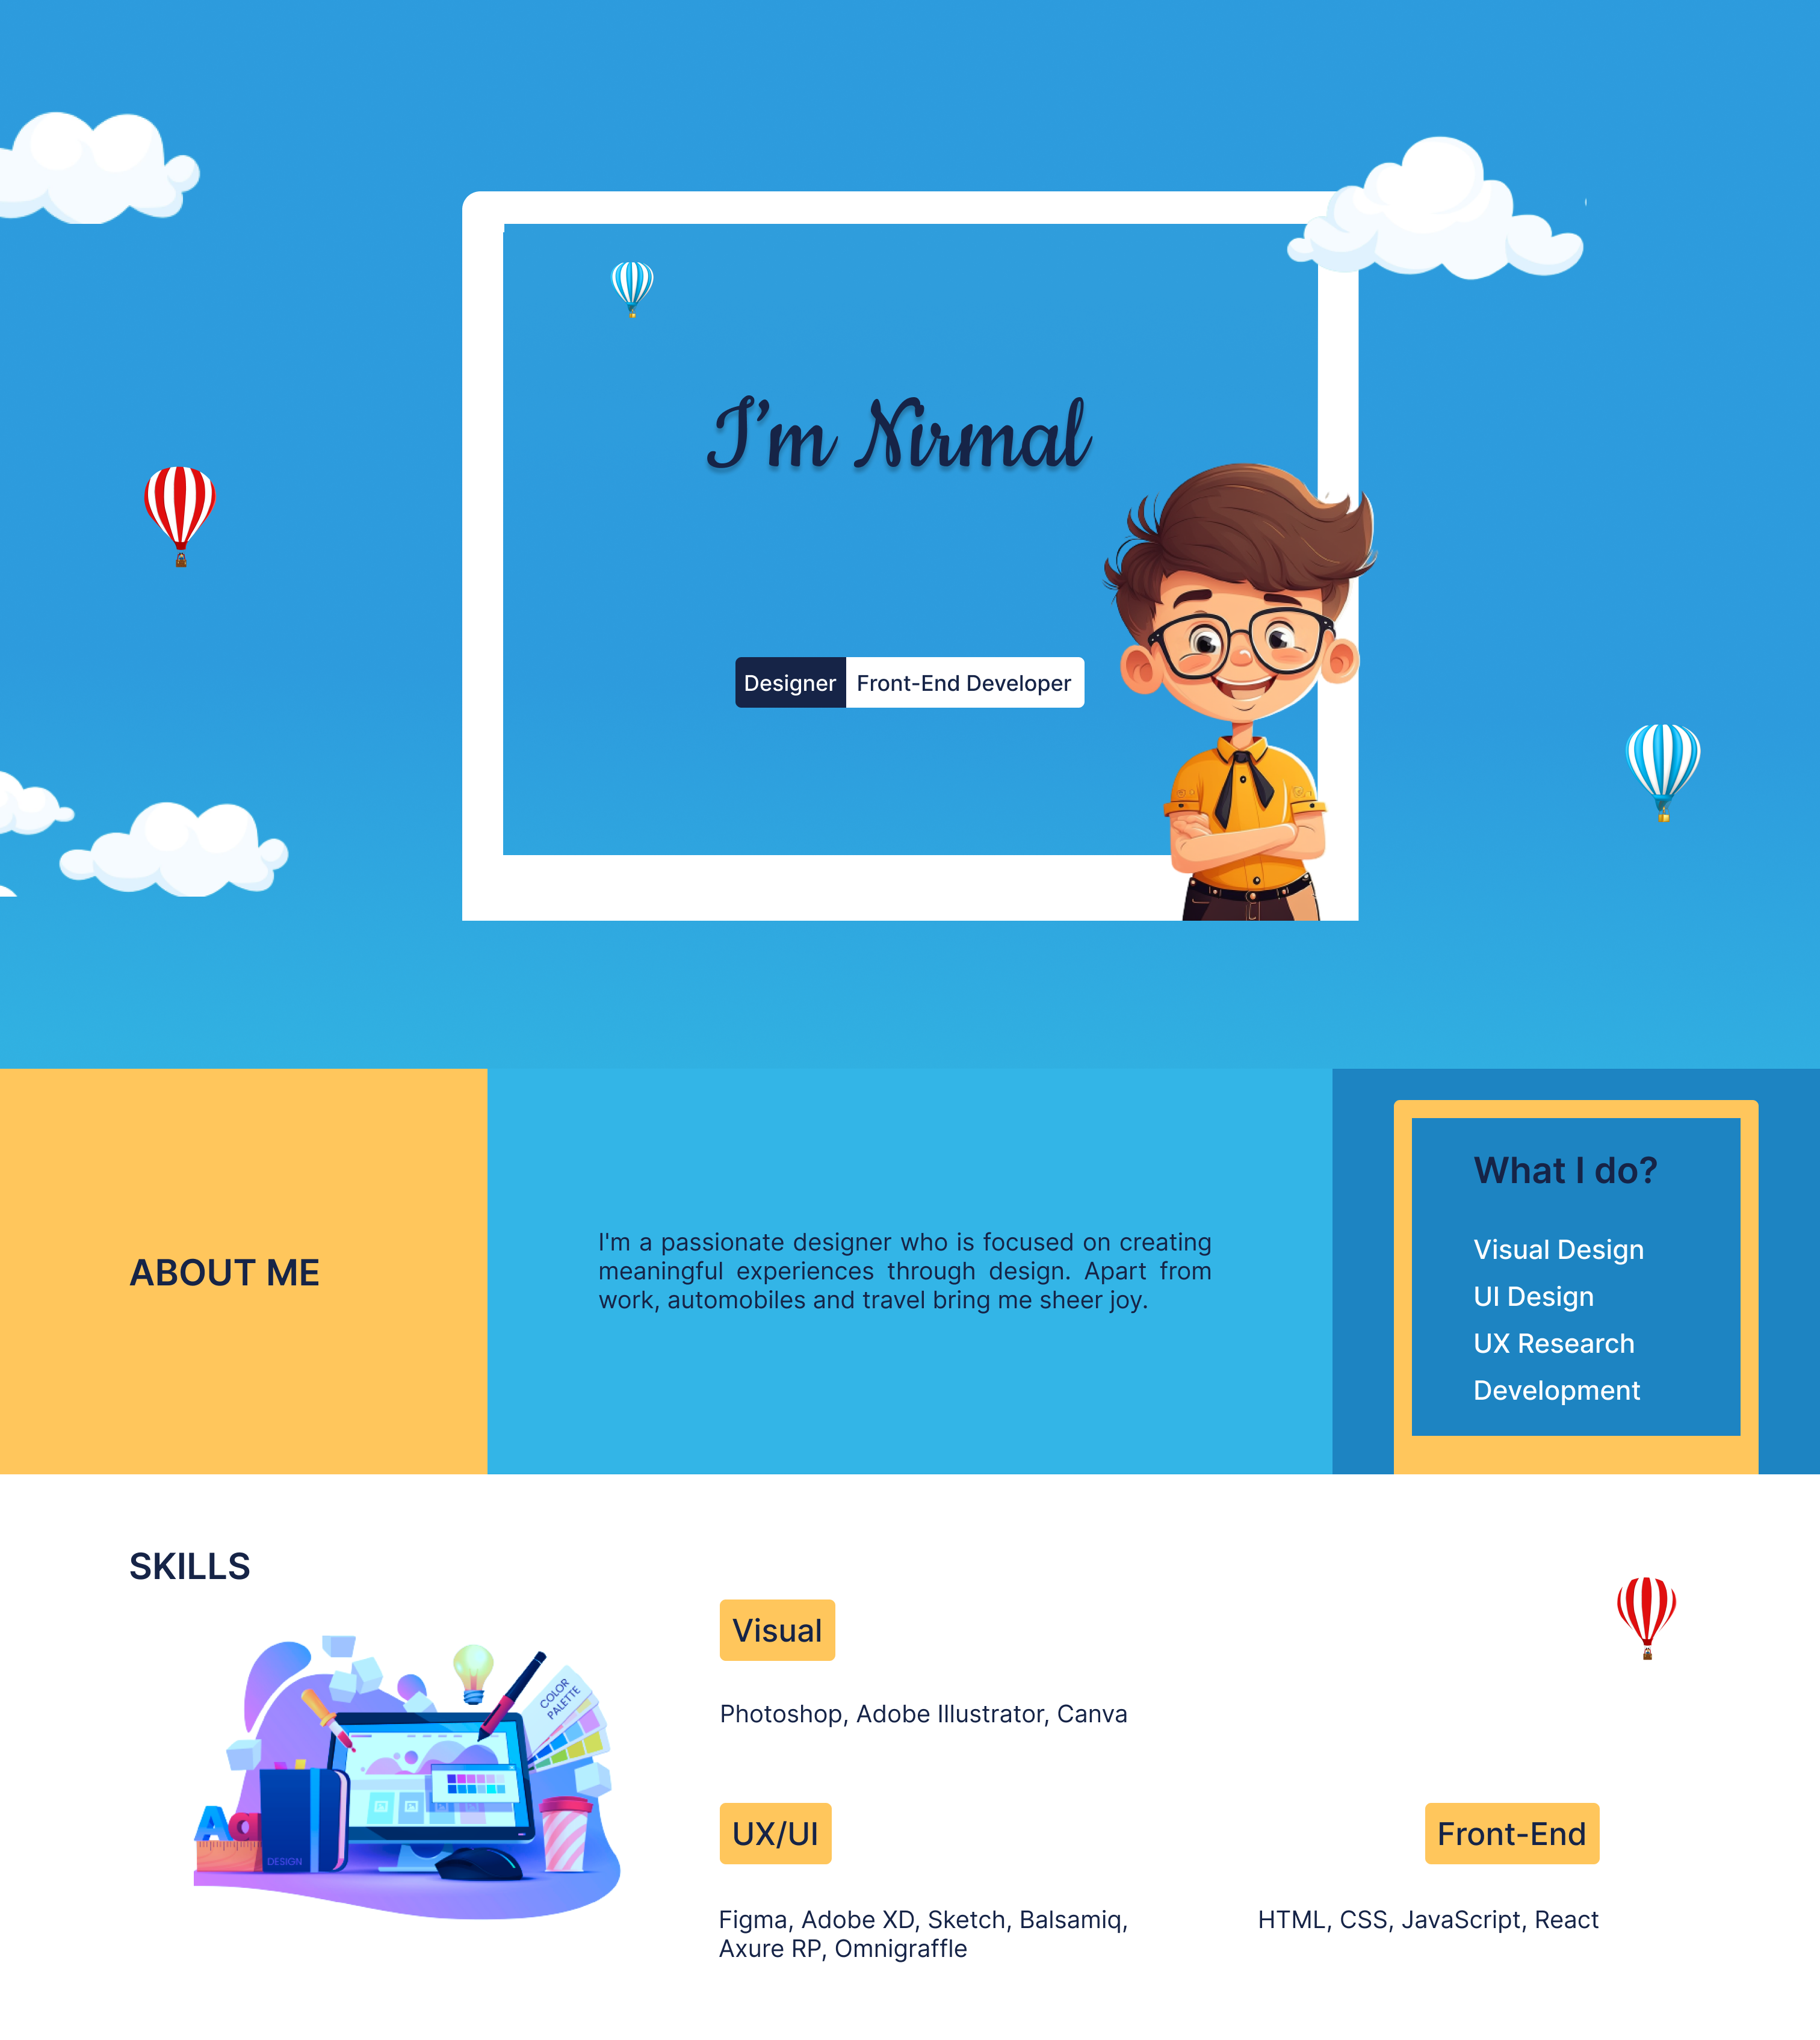 I'm Nirmal
Designer
Front-End Developer
ABOUT ME
I'm a passionate designer who is focused on creating
meaningful experiences through design. Apart from
work, automobiles and travel bring me sheer joy.
What I do?
Visual Design
UI Design
UX Research
Development
SKILLS
COLOR
PALETTE
Aa
DESIGN
Visual
Photoshop, Adobe Illustrator, Canva
UX/UI
Figma, Adobe XD, Sketch, Balsamiq,
Axure RP, Omnigraffle
Front-End
HTML, CSS, JavaScript, React